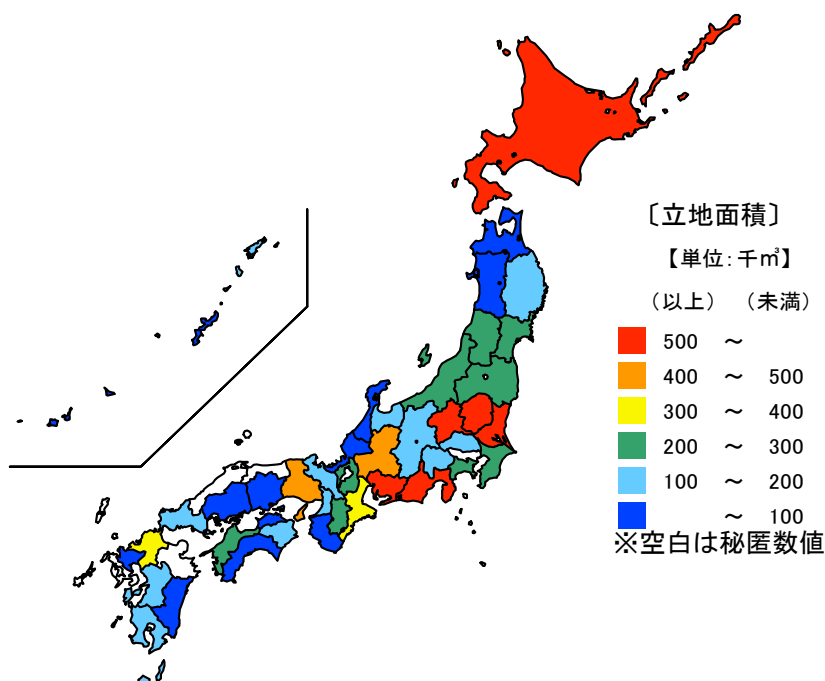 〔立地面積〕
【単位：千㎡】
（以上）　（未満）
500　～
400　～　500
300　～　400
200　～　300
100　～　200
～　100
※空白は秘匿数値